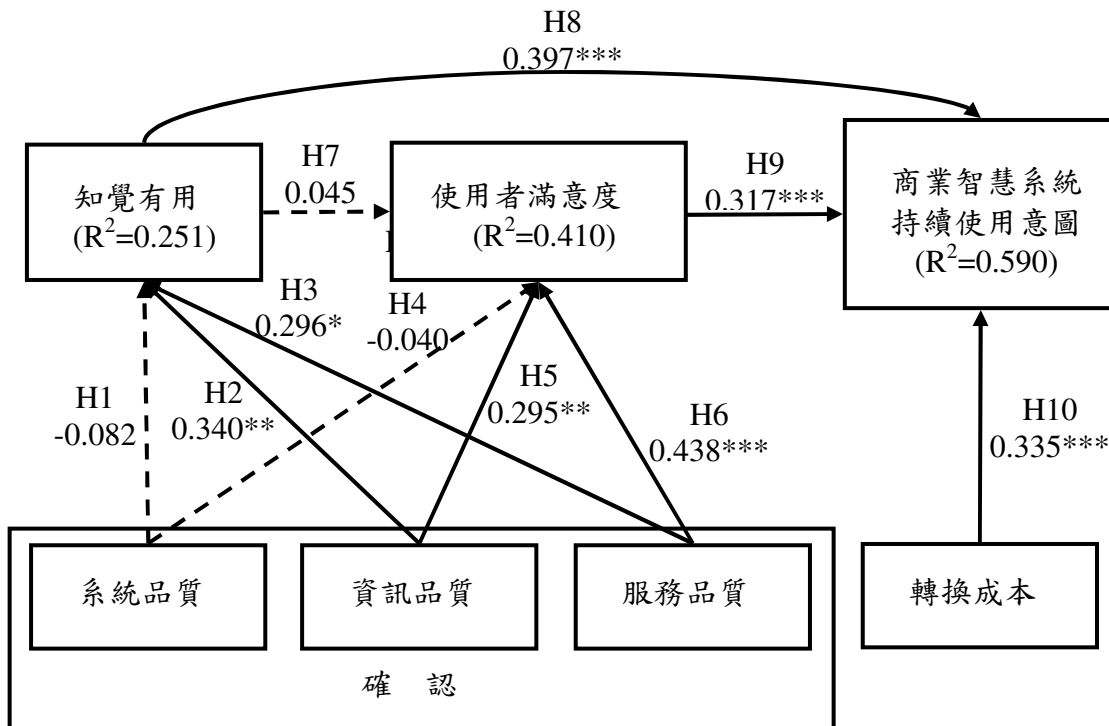 H8
0.397***
知覺有用
(R²=0.251)
H7
0.045
使用者滿意度
(R²=0.410)
H9
0.317***
商業智慧系統
持續使用意圖
(R²=0.590)
H3
0.296*
H4
-0.040
H1
-0.082
H2
0.340**
H5
0.295**
H6
0.438***
H10
0.335***
系統品質
資訊品質
服務品質
轉換成本
確 認